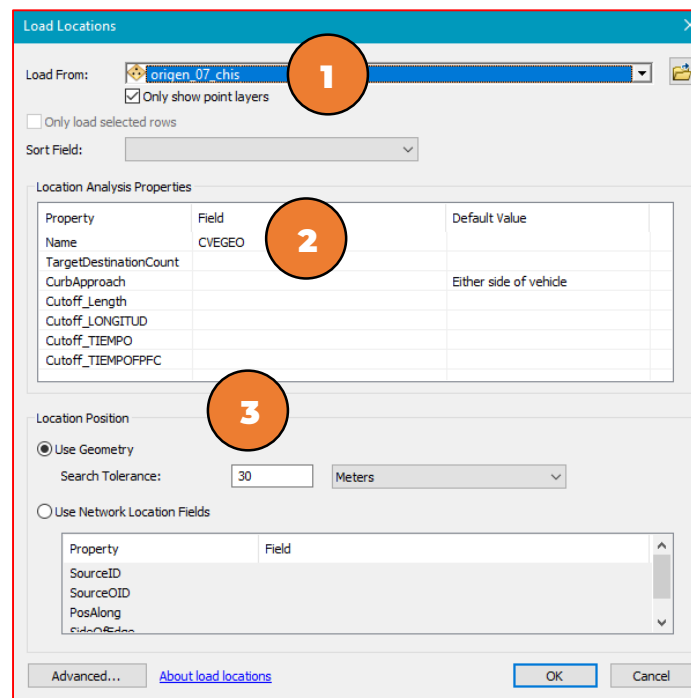 Load Locations
Load From: origen_07_chis
1
Only show point layers
Only load selected rows
Sort Field:
Location Analysis Properties
Property Field Default Value
Name CVEGEO
2
TargetDestinationCount
CurbApproach Either side of vehicle
Cutoff_Length
Cutoff_LONGITUD
Cutoff_TIEMPO
Cutoff_TIEMPOFPFC
3
Location Position
Use Geometry
Search Tolerance: 30 Meters
Use Network Location Fields
Property Field
SourceID
SourceOID
PosAlong
SideOfEdge
Advanced... About load locations OK Cancel